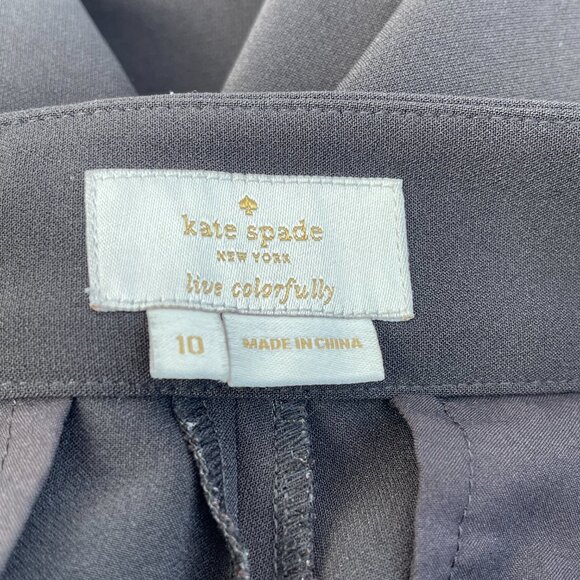 kate spade
NEW YORK
live colorfully
10
MADE IN CHINA